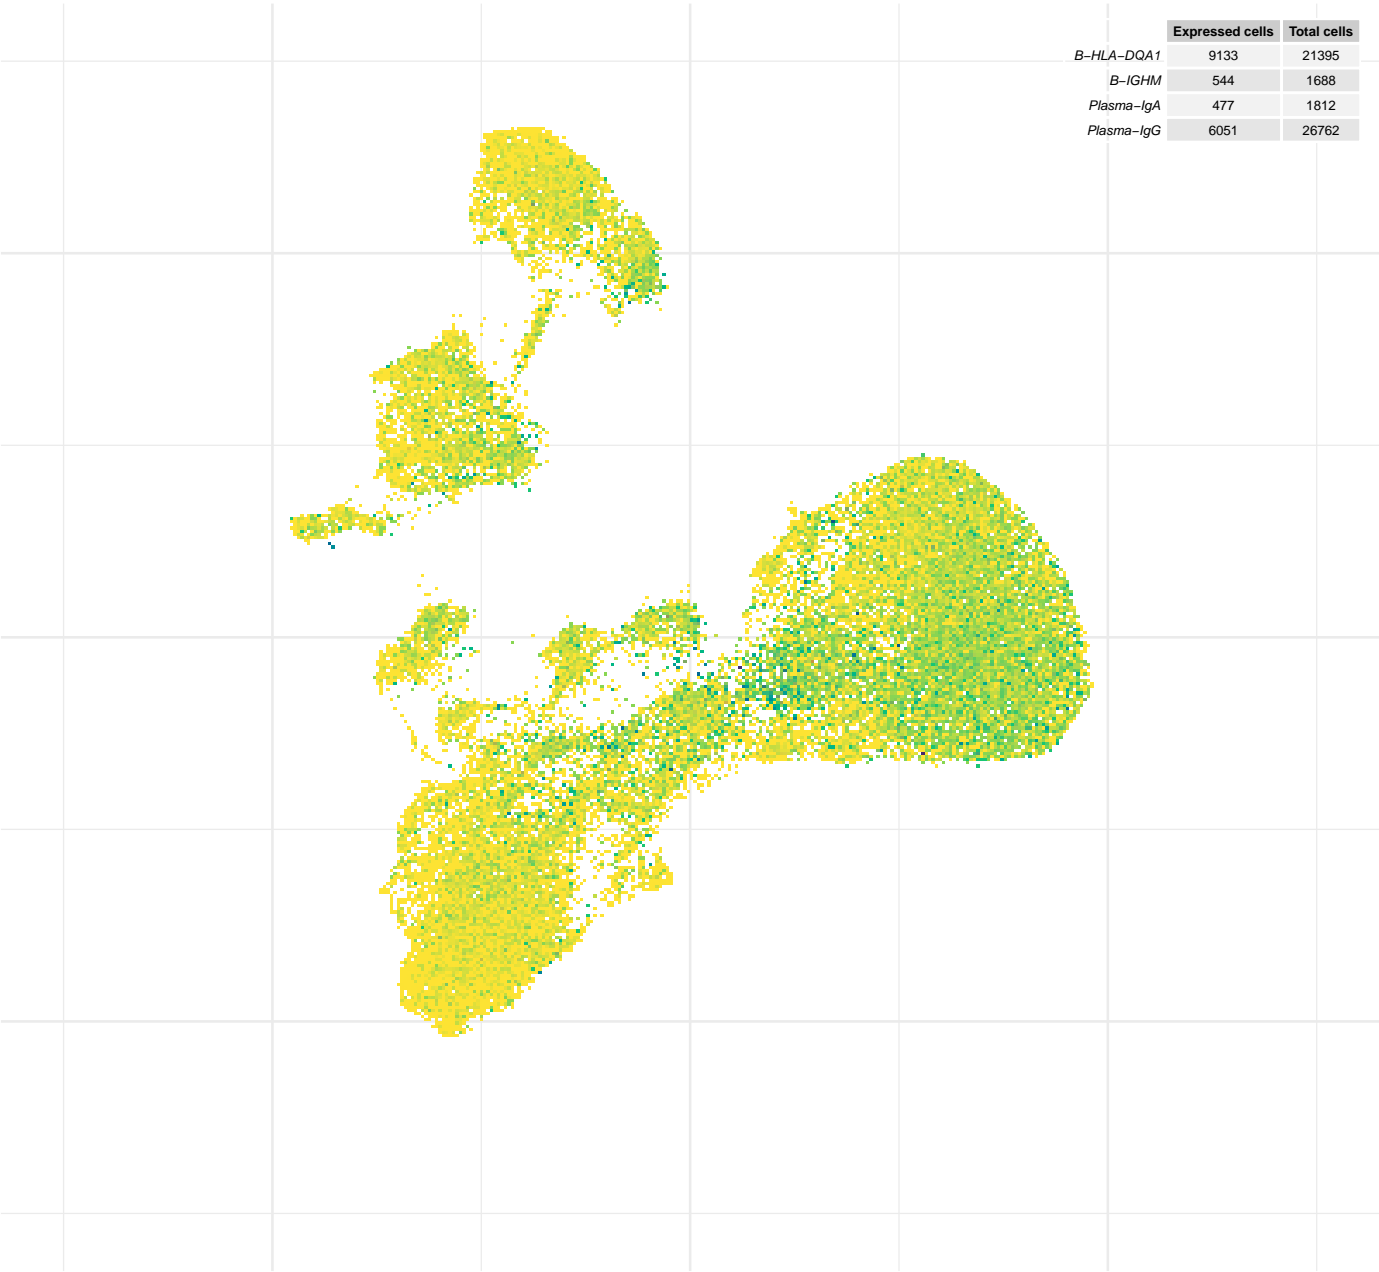 Expressed cells Total cells
B−HLA−DQA1 9133 21395
B−IGHM 544 1688
Plasma−IgA 477 1812
Plasma−IgG 6051 26762